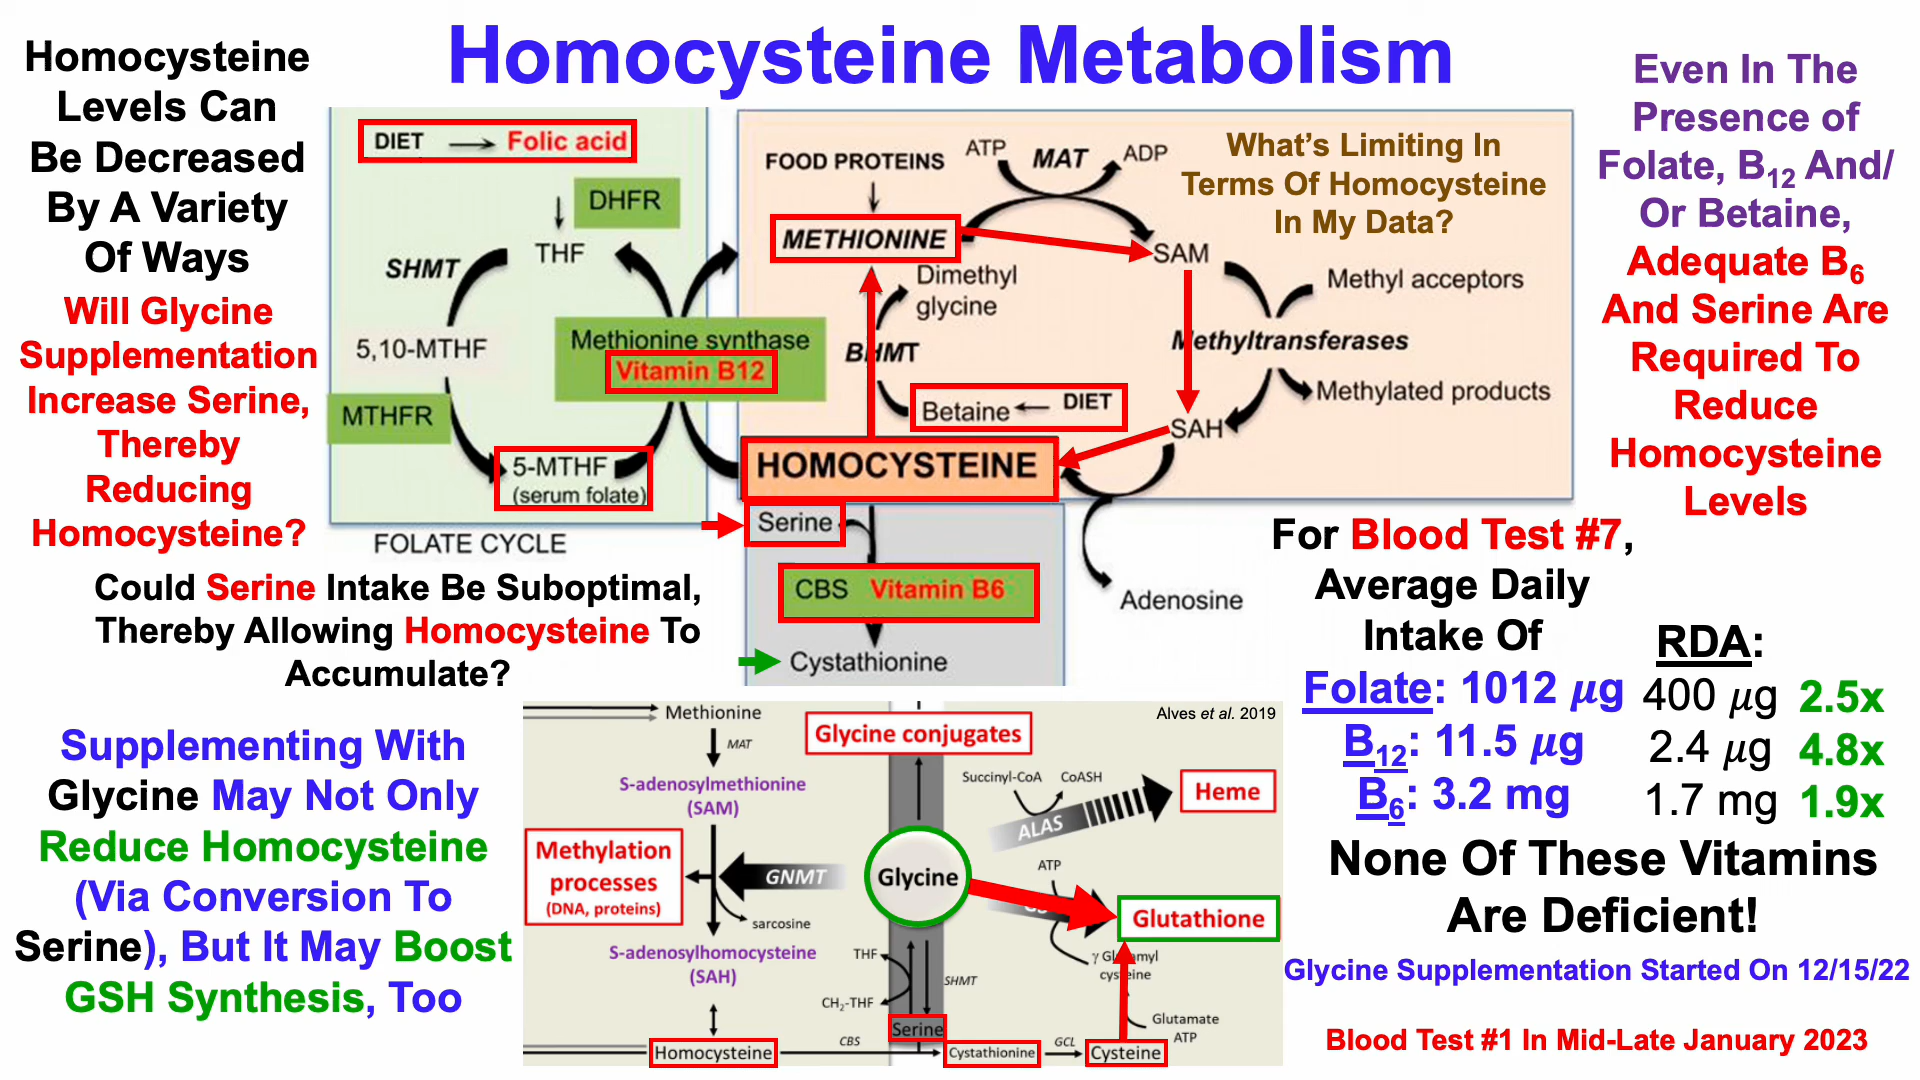 Homocysteine Metabolism
Homocysteine
Levels Can
Be Decreased
By A Variety
Of Ways
Will Glycine
Supplementation
Increase Serine,
Thereby
Reducing
Homocysteine?
Could Serine Intake Be Suboptimal,
Thereby Allowing Homocysteine To
Accumulate?
Supplementing With
Glycine May Not Only
Reduce Homocysteine
(Via Conversion To
Serine), But It May Boost
GSH Synthesis, Too
DIET → Folic acid
DHFR
THF
SHMT
5,10-MTHF
MTHFR
5-MTHF
(serum folate)
FOLATE CYCLE
Methionine synthase
Vitamin B12
FOOD PROTEINS
ATP
MAT
ADP
METHIONINE
What's Limiting In
Terms Of Homocysteine
In My Data?
SAM
Dimethyl
glycine
Methyl acceptors
BHMT
Methyltransferases
Betaine ← DIET
Methylated products
SAH
HOMOCYSTEINE
Serine
CBS Vitamin B6
Adenosine
Cystathionine
Even In The
Presence of
Folate, B12 And/
Or Betaine,
Adequate B6
And Serine Are
Required To
Reduce
Homocysteine
Levels
For Blood Test #7,
Average Daily
Intake Of
RDA:
Folate: 1012 µg 400 µg 2.5x
B12: 11.5 µg 2.4 µg 4.8x
B6: 3.2 mg 1.7 mg 1.9x
None Of These Vitamins
Are Deficient!
Glycine Supplementation Started On 12/15/22
Blood Test #1 In Mid-Late January 2023
Methionine
Alves et al. 2019
Glycine conjugates
MAT
S-adenosylmethionine
(SAM)
Succinyl-CoA
CoASH
Heme
ALAS
Methylation
processes
(DNA, proteins)
GNMT
Glycine
ATP
Glutathione
sarcosine
S-adenosylhomocysteine
(SAH)
THF
SHMT
CH2-THF
cysteine
Glutamate
ATP
Serine
Homocysteine
CBS
Cystathionine
GCL
Cysteine